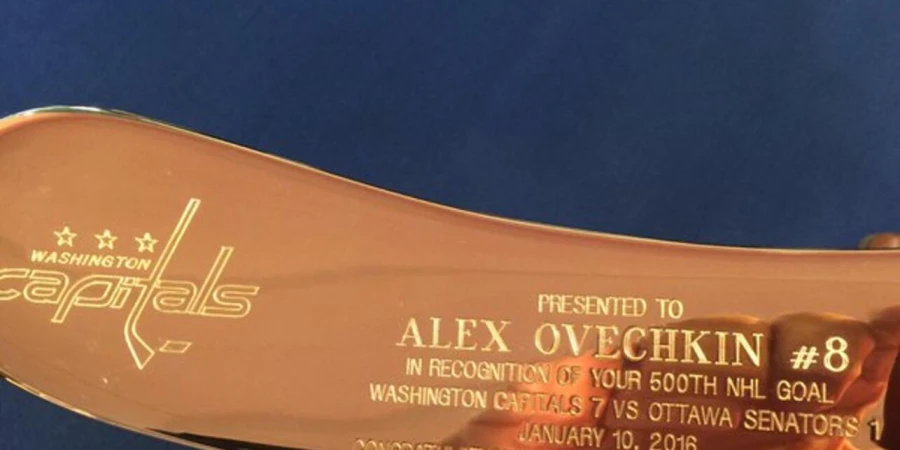 WASHINGTON
capitals
PRESENTED TO
ALEX OVECHKIN #8
IN RECOGNITION OF YOUR 500TH NHL GOAL
WASHINGTON CAPITALS 7 VS OTTAWA SENATORS 1
JANUARY 10, 2016